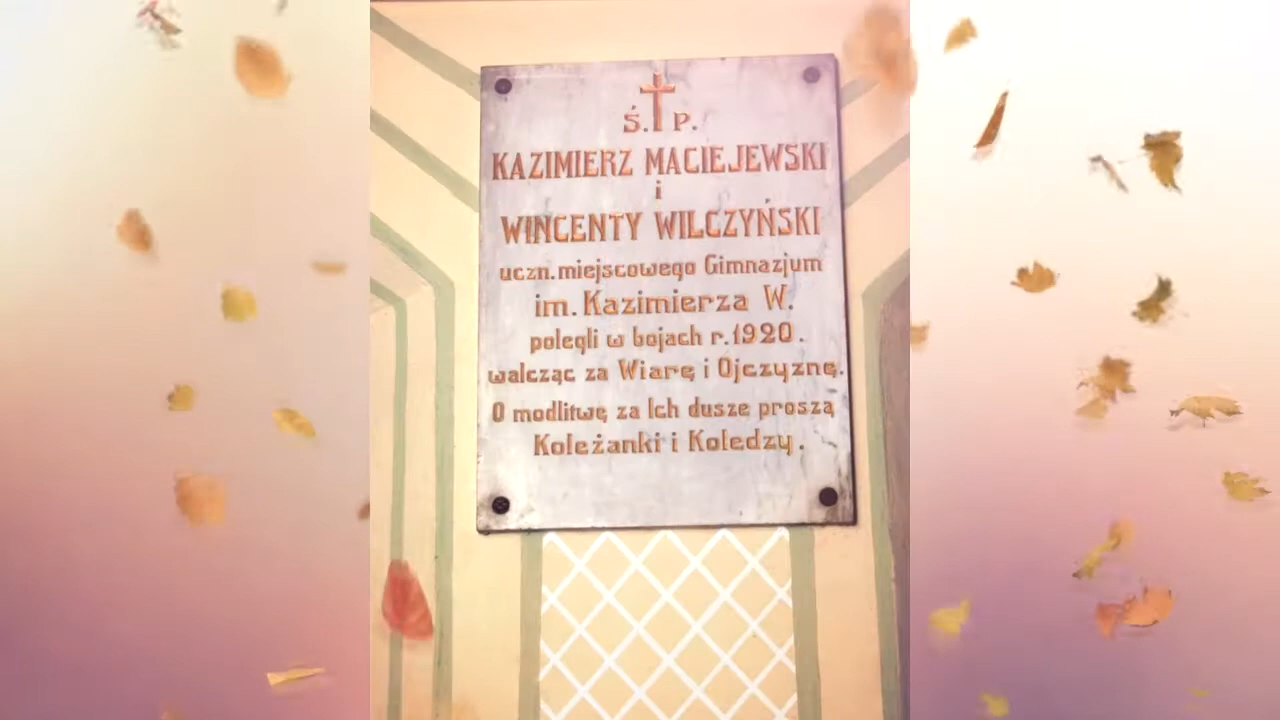 Ś. P.
KAZIMIERZ MACIEJEWSKI
i
WINCENTY WILCZYŃSKI
uczn. miejscowego Gimnazjum
im. Kazimierza W.
polegli w bojach r. 1920.
walcząc za Wiarę i Ojczyznę.
O modlitwę za Ich dusze proszą
Koleżanki i Koledzy.